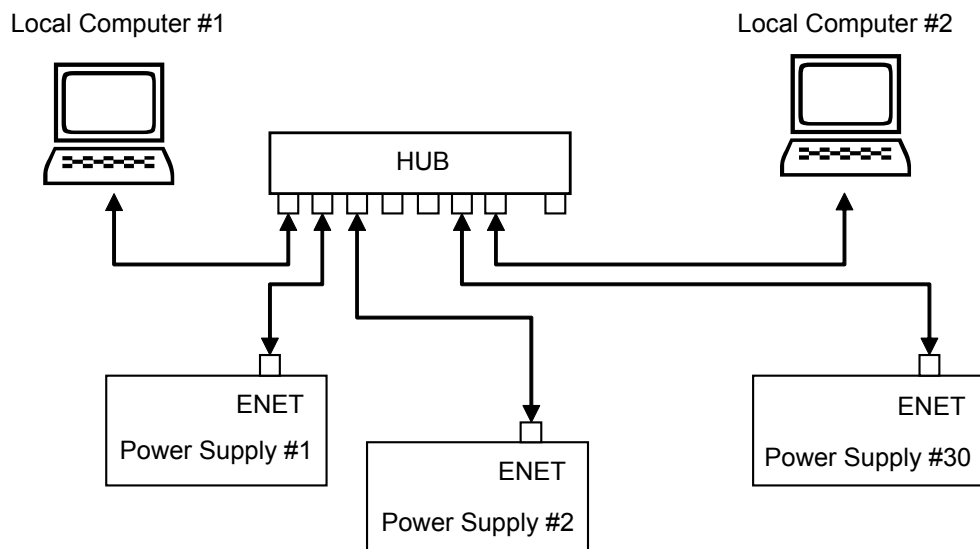 Local Computer #1
Local Computer #2
HUB
ENET
Power Supply #1
ENET
Power Supply #2
ENET
Power Supply #30